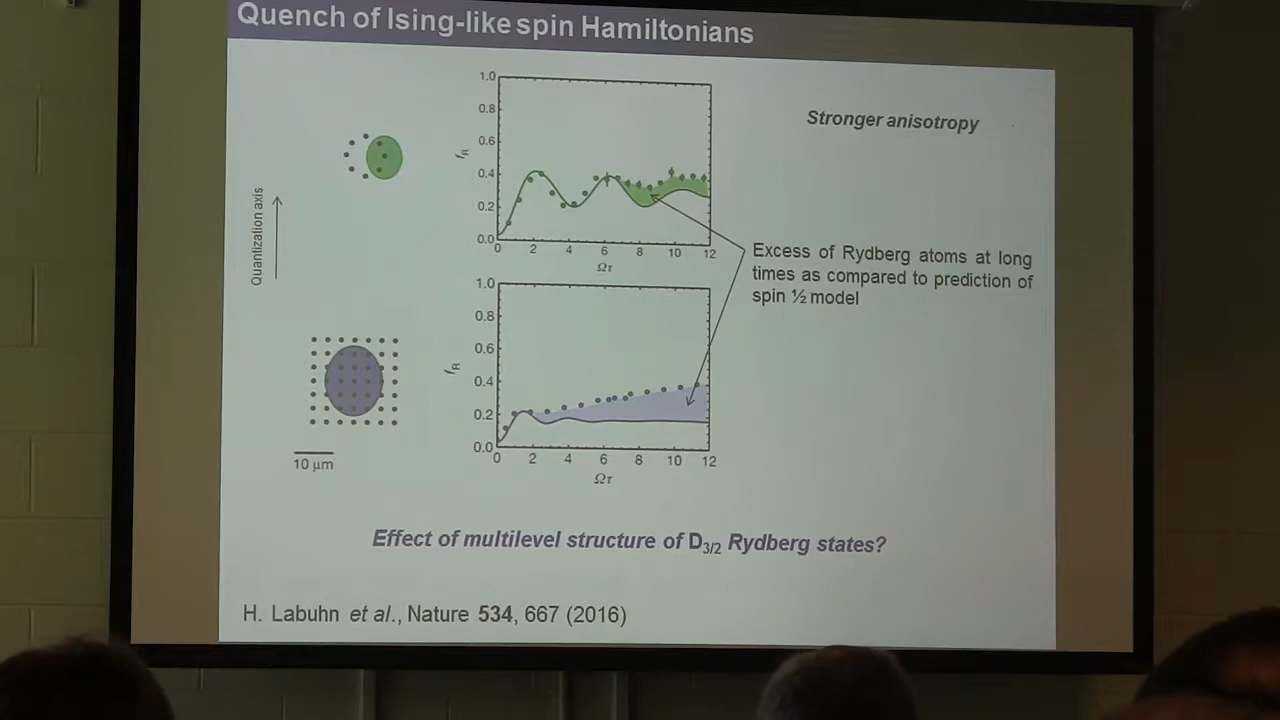 Quench of Ising-like spin Hamiltonians
Stronger anisotropy
Quantization axis
1.0
0.8
0.6
0.4
0.2
0.0
f_R
0 2 4 6 8 10 12
Ωτ
Excess of Rydberg atoms at long
times as compared to prediction of
spin ½ model
1.0
0.8
0.6
0.4
0.2
0.0
f_R
0 2 4 6 8 10 12
Ωτ
10 μm
Effect of multilevel structure of D3/2 Rydberg states?
H. Labuhn et al., Nature 534, 667 (2016)